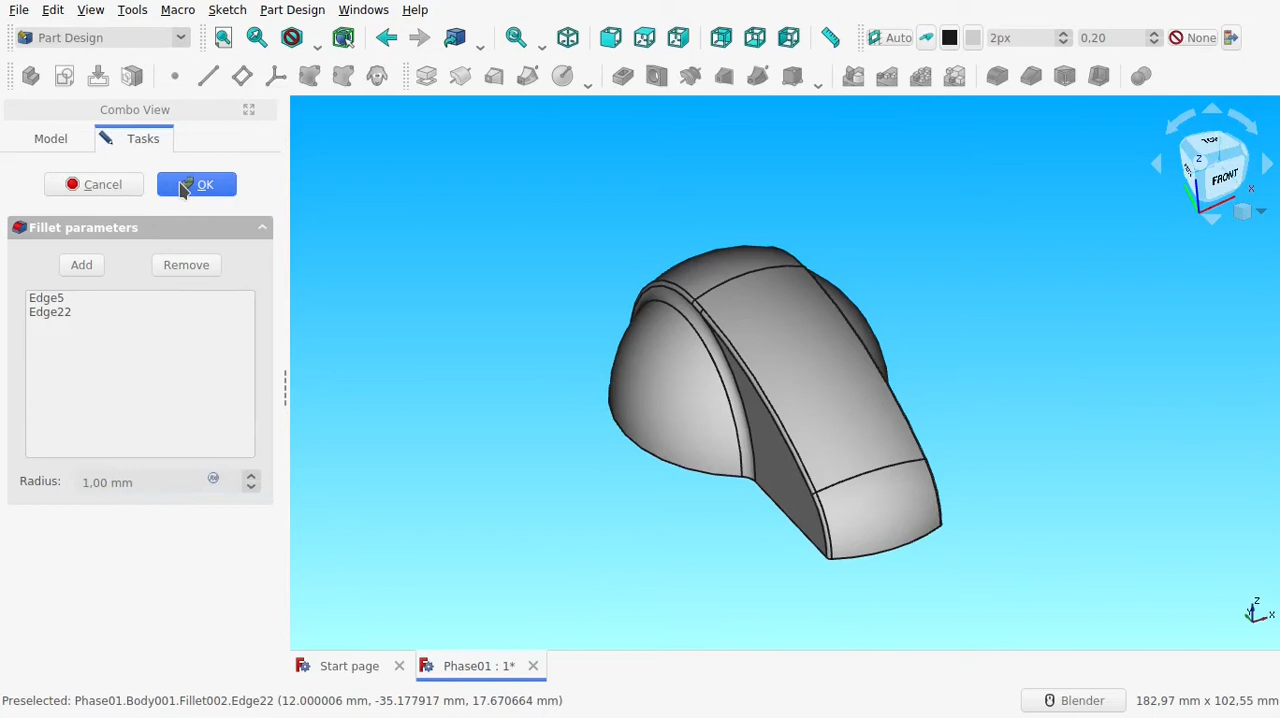 File Edit View Tools Macro Sketch Part Design Windows Help
Part Design Auto 2px 0,20 None
Combo View
Model Tasks
Cancel OK
Fillet parameters
Add Remove
Edge5
Edge22
Radius: 1,00 mm
TOP
Z
FRONT
X
Z
X
Start page Phase01 : 1*
Preselected: Phase01.Body001.Fillet002.Edge22 (12.000006 mm, -35.177917 mm, 17.670664 mm) Blender 182,97 mm x 102,55 mm